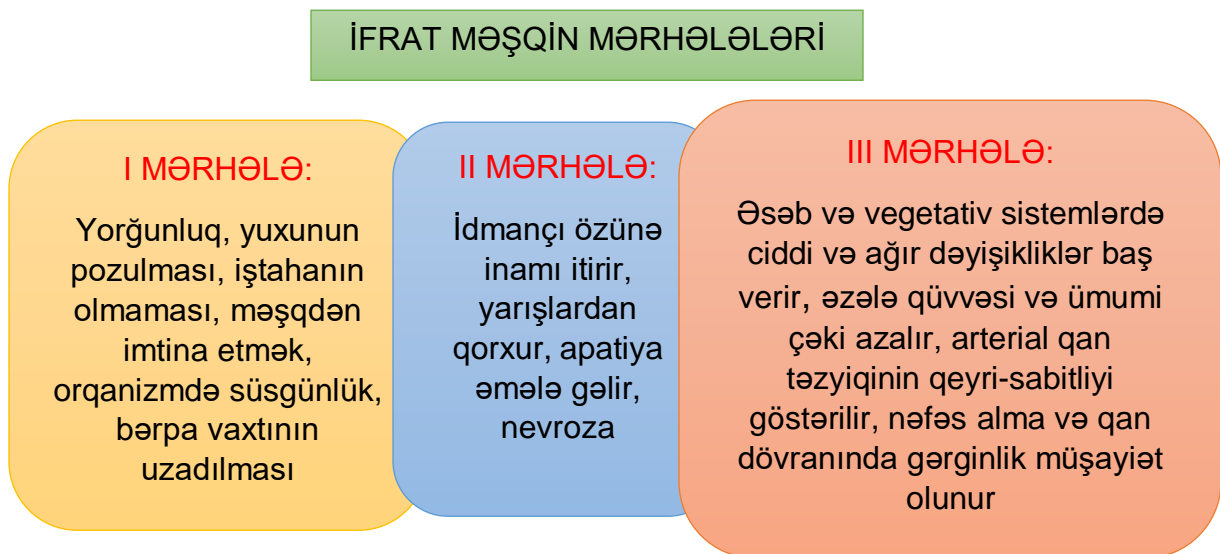 İFRAT MƏŞQİN MƏRHƏLƏLƏRİ
I MƏRHƏLƏ:
Yorğunluq, yuxunun
pozulması, iştahanın
olmaması, məşqdən
imtina etmək,
orqanizmdə süsgünlük,
bərpa vaxtının
uzadılması
II MƏRHƏLƏ:
İdmançı özünə
inamı itirir,
yarışlardan
qorxur, apatiya
əmələ gəlir,
nevroza
III MƏRHƏLƏ:
Əsəb və vegetativ sistemlərdə
ciddi və ağır dəyişikliklər baş
verir, əzələ qüvvəsi və ümumi
çəki azalır, arterial qan
təzyiqinin qeyri-sabitliyi
göstərilir, nəfəs alma və qan
dövranında gərginlik müşayiət
olunur